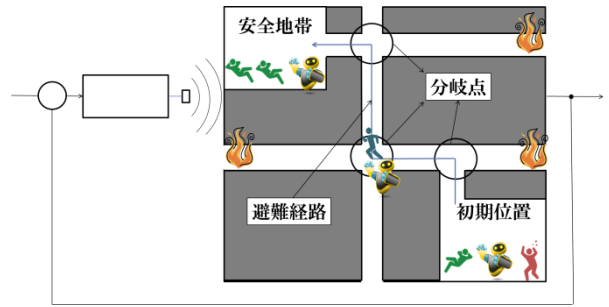 安全地帯
分岐点
避難経路
初期位置